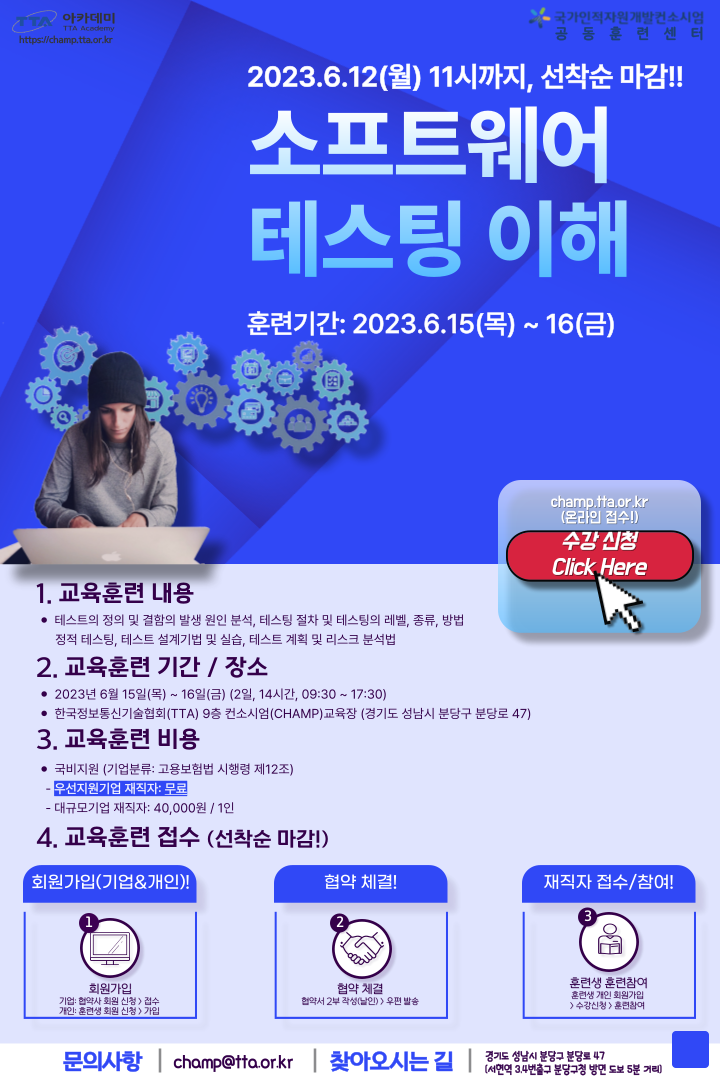 TTA 아카데미
TTA Academy
https://champ.tta.or.kr
국가인적자원개발컨소시엄
공동훈련센터
2023.6.12(월) 11시까지, 선착순 마감!!
소프트웨어
테스팅 이해
훈련기간: 2023.6.15(목) ~ 16(금)
champ.tta.or.kr
(온라인 접수!)
수강 신청
Click Here
1. 교육훈련 내용
● 테스트의 정의 및 결함의 발생 원인 분석, 테스팅 절차 및 테스팅의 레벨, 종류, 방법
정적 테스팅, 테스트 설계기법 및 실습, 테스트 계획 및 리스크 분석법
2. 교육훈련 기간 / 장소
● 2023년 6월 15일(목) ~ 16일(금) (2일, 14시간, 09:30 ~ 17:30)
● 한국정보통신기술협회(TTA) 9층 컨소시엄(CHAMP)교육장 (경기도 성남시 분당구 분당로 47)
3. 교육훈련 비용
● 국비지원 (기업분류: 고용보험법 시행령 제12조)
- 우선지원기업 재직자: 무료
- 대규모기업 재직자: 40,000원 / 1인
4. 교육훈련 접수 (선착순 마감!)
회원가입(기업&개인)!
1
회원가입
기업: 협약사 회원 신청 > 접수
개인: 훈련생 회원 신청 > 가입
협약 체결!
2
협약 체결
협약서 2부 작성(날인) > 우편 발송
재직자 접수/참여!
3
훈련생 훈련참여
훈련생 개인 회원가입
> 수강신청 > 훈련참여
문의사항 | champ@tta.or.kr | 찾아오시는 길 | 경기도 성남시 분당구 분당로 47
(서현역 3,4번출구 분당구청 방면 도보 5분 거리)